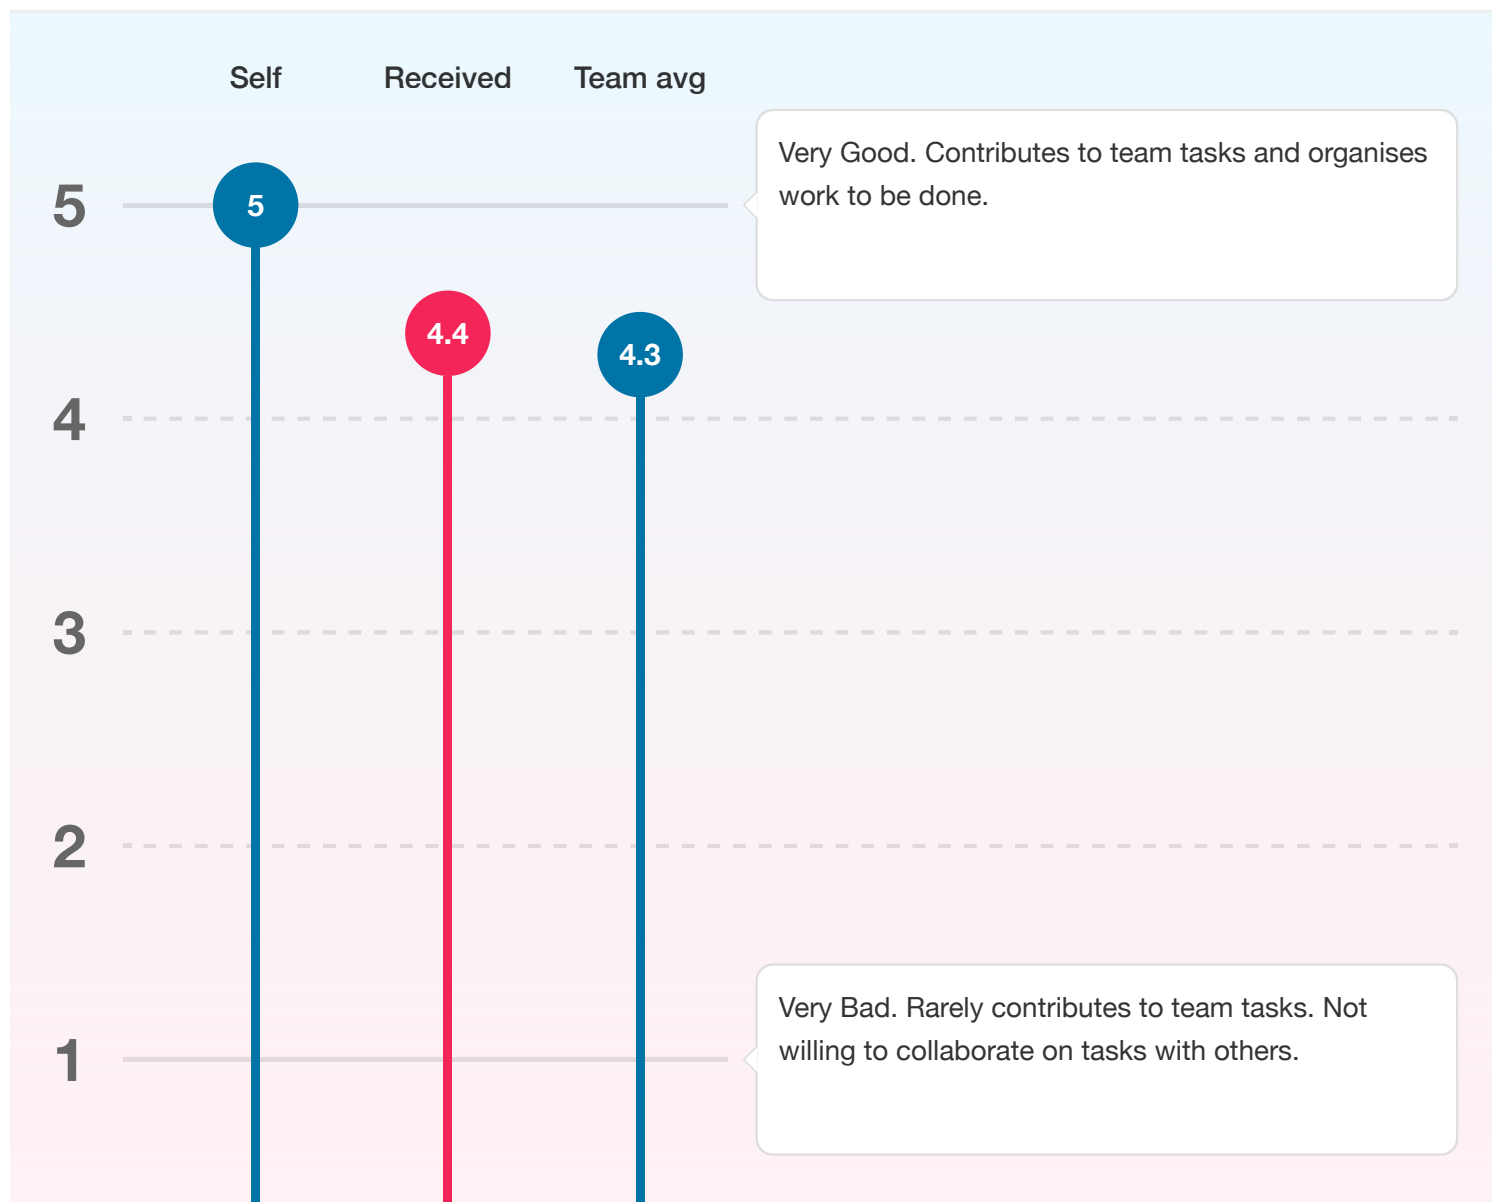 Self Received Team avg
Very Good. Contributes to team tasks and organises
work to be done.
5
5
4.4
4.3
4
3
2
Very Bad. Rarely contributes to team tasks. Not
willing to collaborate on tasks with others.
1